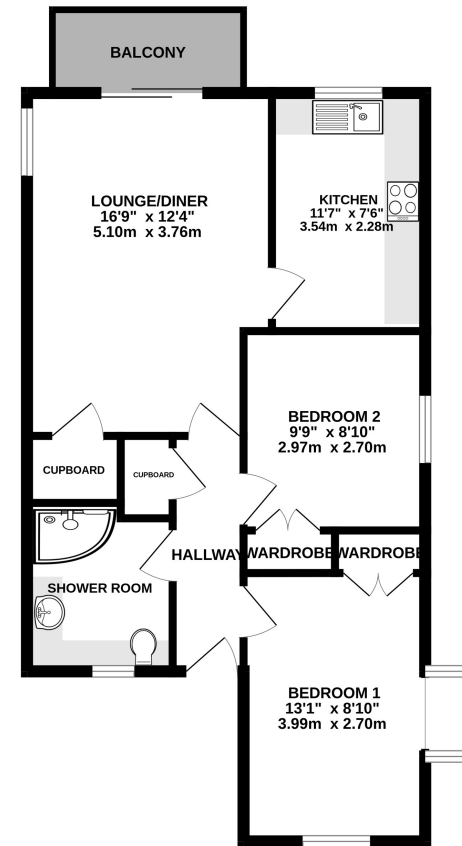 BALCONY
LOUNGE/DINER
16'9" x 12'4"
5.10m x 3.76m
KITCHEN
11'7" x 7'6"
3.54m x 2.28m
BEDROOM 2
9'9" x 8'10"
2.97m x 2.70m
CUPBOARD
CUPBOARD
HALLWAY
WARDROBE
WARDROBE
SHOWER ROOM
BEDROOM 1
13'1" x 8'10"
3.99m x 2.70m